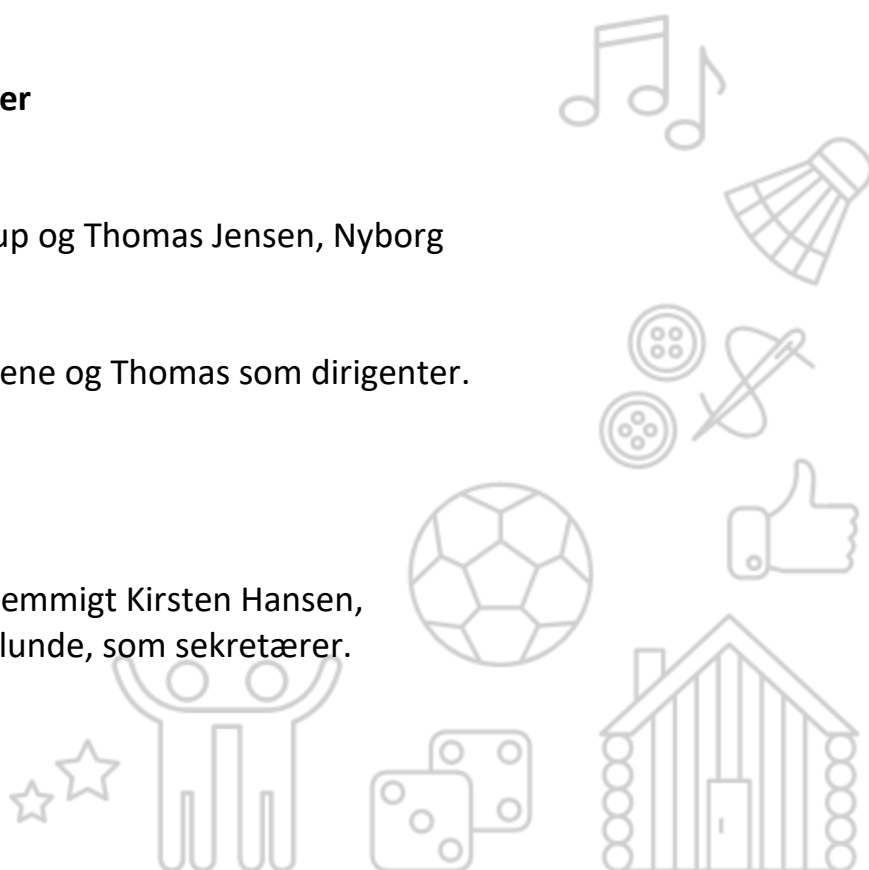 er
up og Thomas Jensen, Nyborg
ene og Thomas som dirigenter.
emmigt Kirsten Hansen,
lunde, som sekretærer.